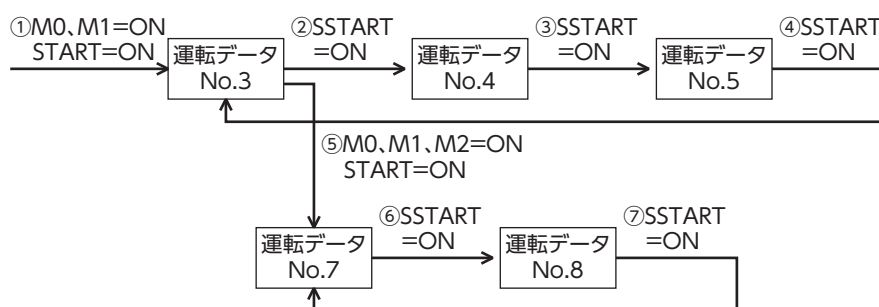 ①M0、M1=ON
START=ON
運転データ
No.3
②SSTART
=ON
運転データ
No.4
③SSTART
=ON
運転データ
No.5
④SSTART
=ON
⑤M0、M1、M2=ON
START=ON
運転データ
No.7
⑥SSTART
=ON
運転データ
No.8
⑦SSTART
=ON